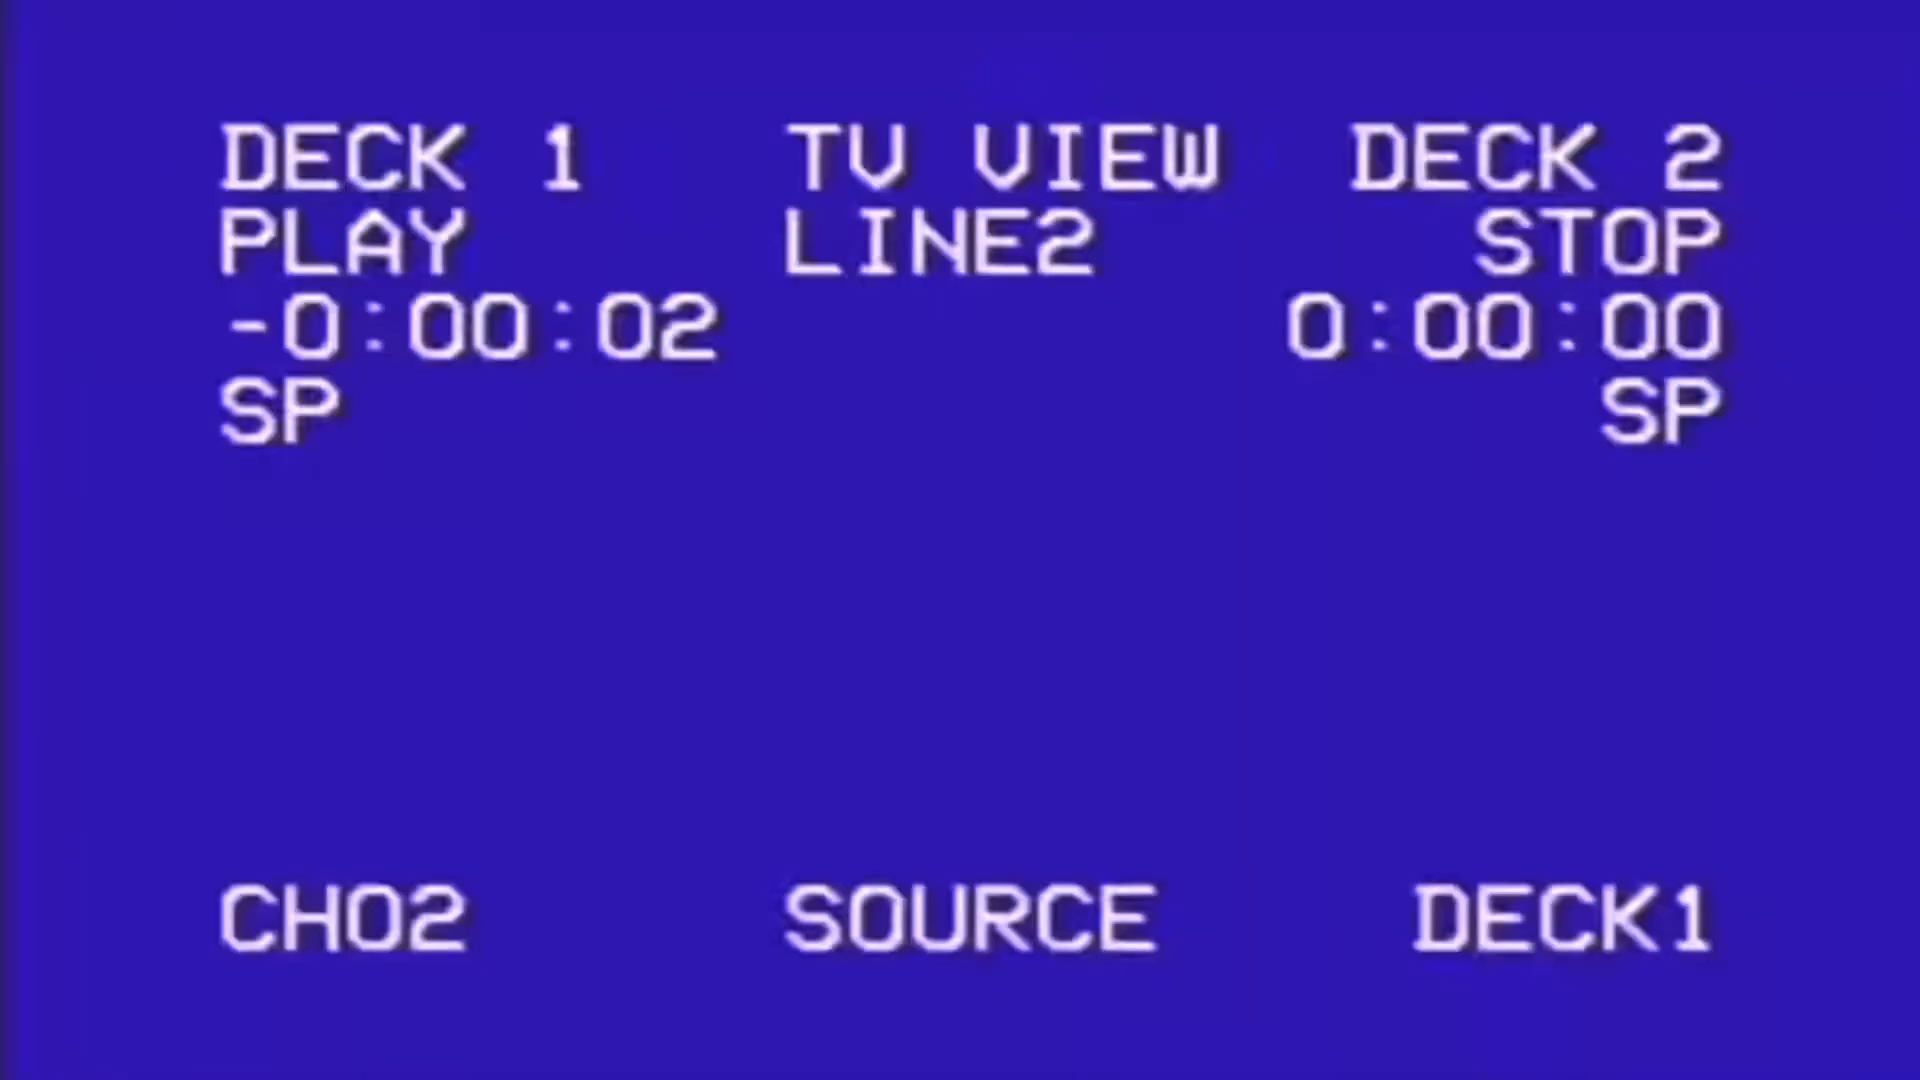 DECK 1 TV VIEW DECK 2
PLAY LINE2 STOP
-0:00:02 0:00:00
SP SP
CH02 SOURCE DECK1